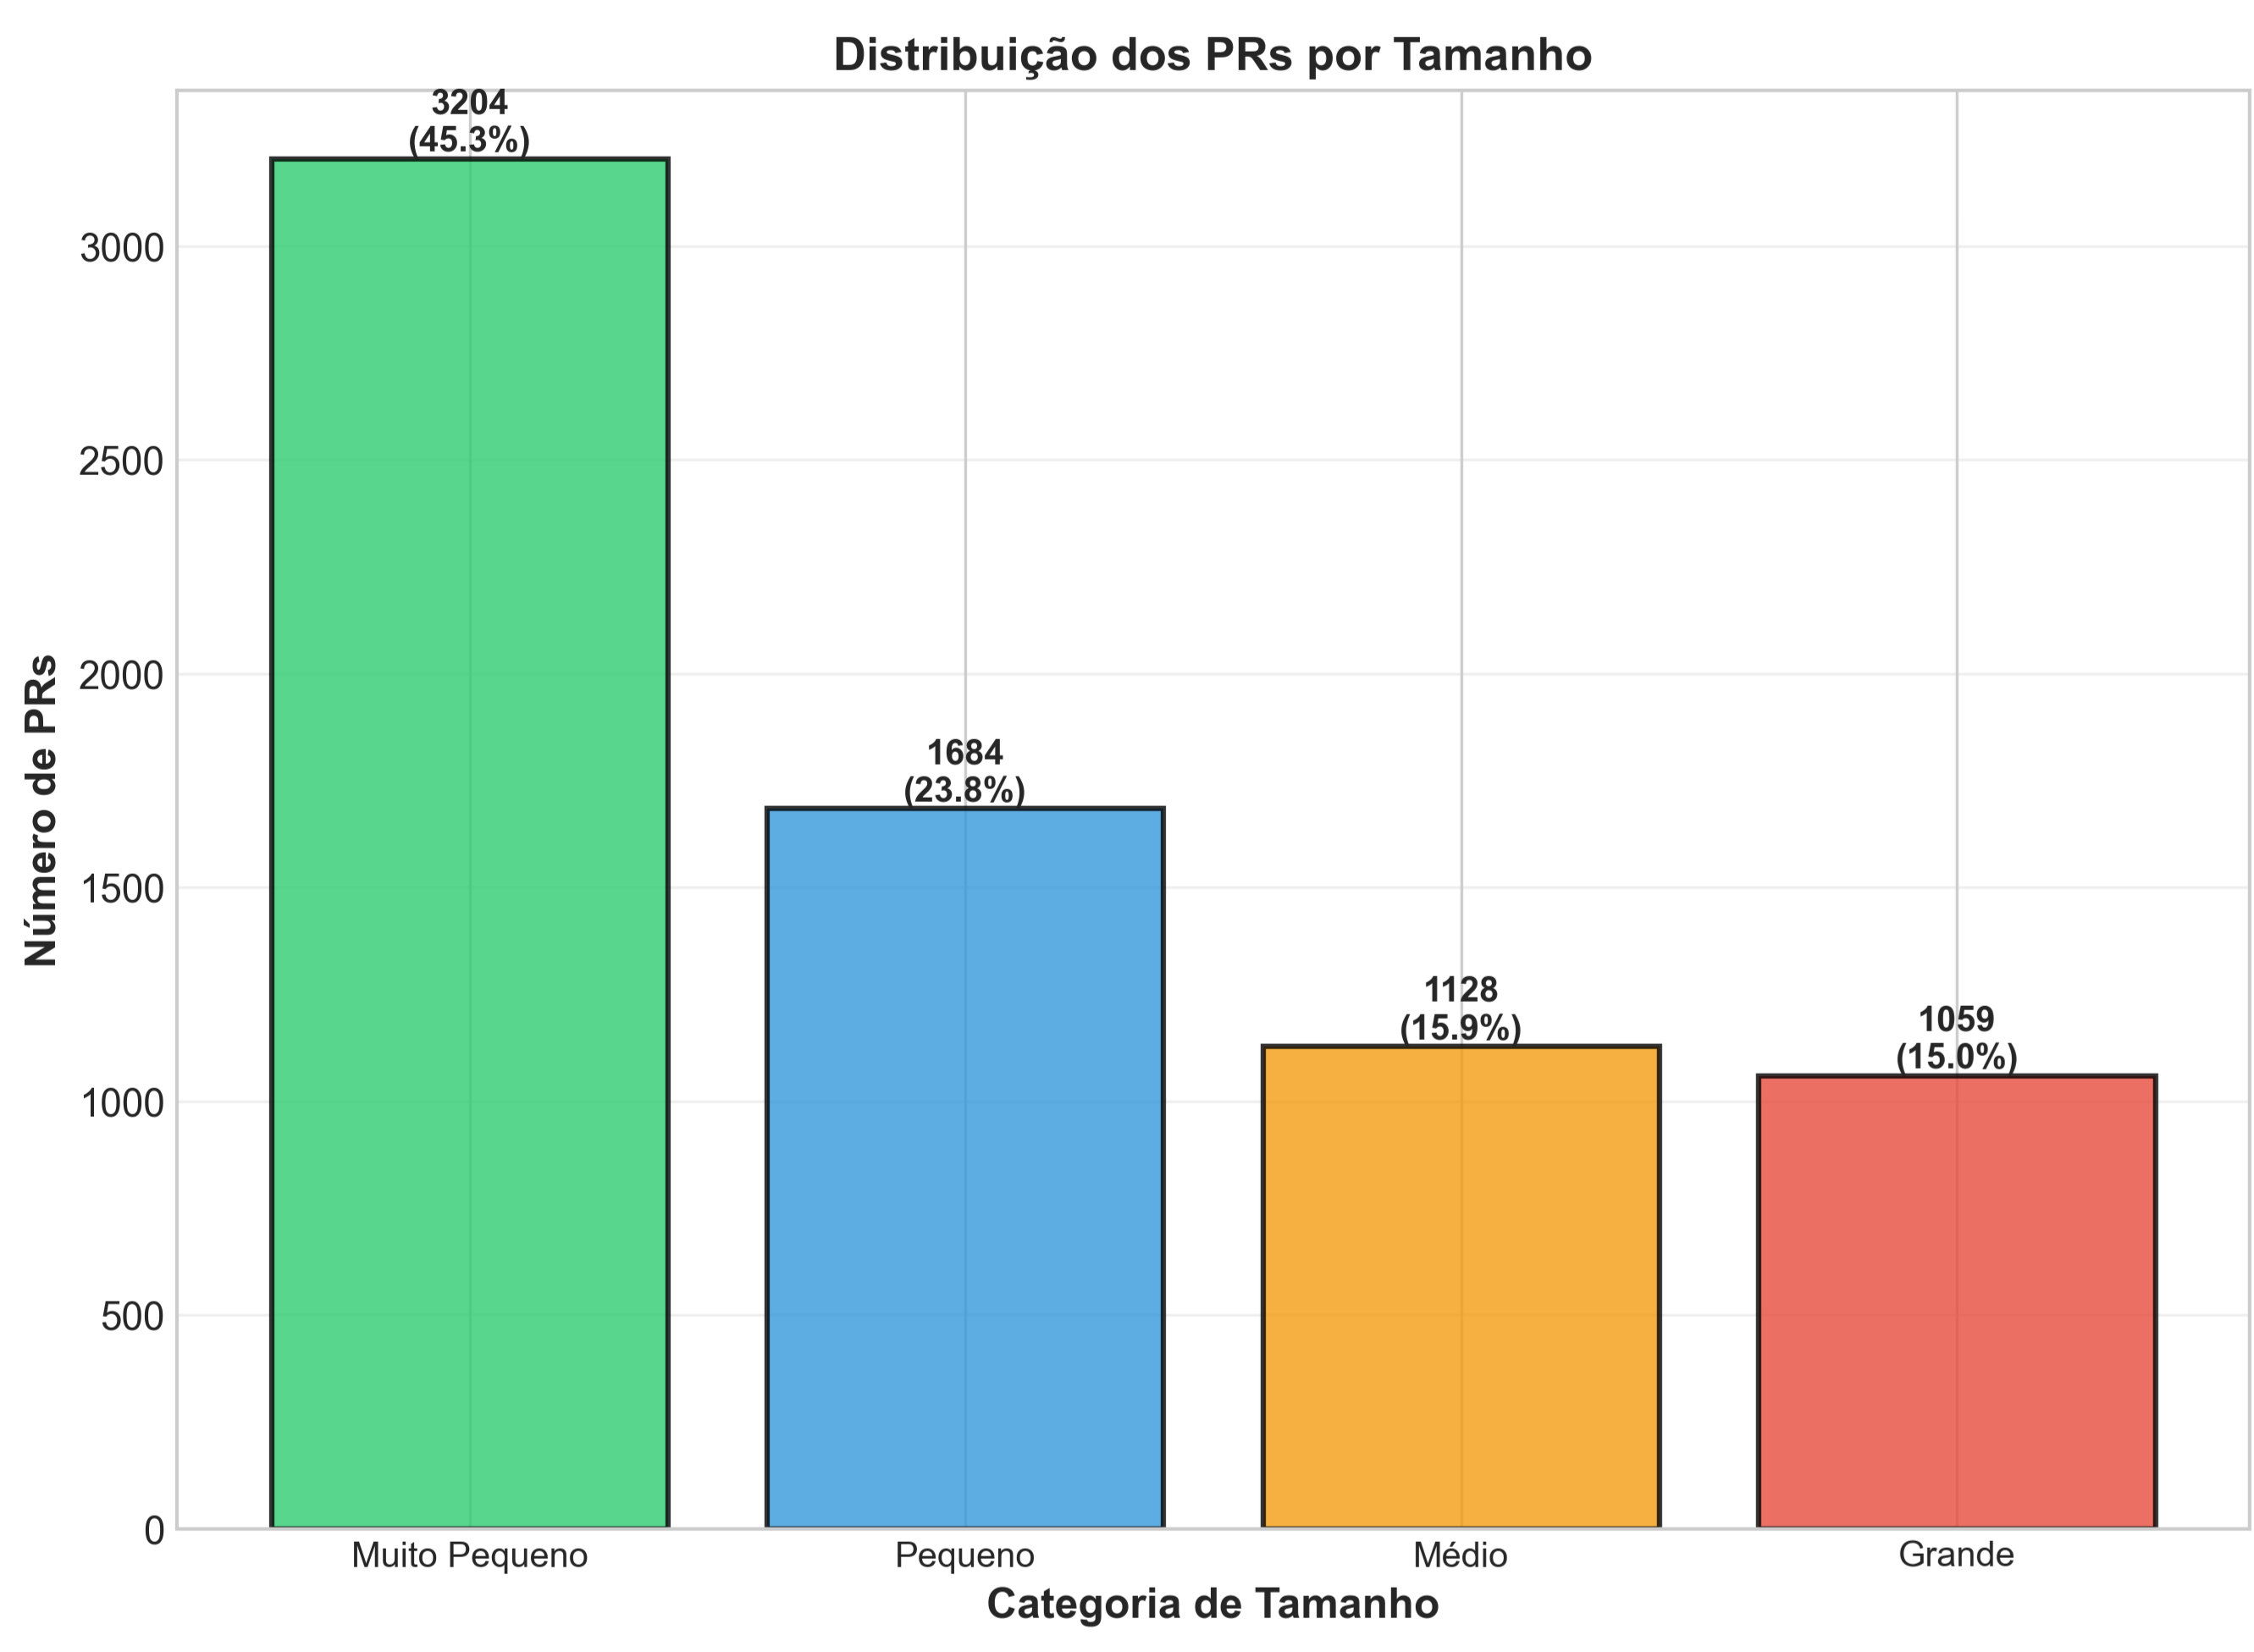 Distribuição dos PRs por Tamanho
3204
(45.3%)
3000
2500
2000
1684
(23.8%)
1500
1128
(15.9%)
1059
(15.0%)
1000
500
0
Número de PRs
Muito Pequeno
Pequeno
Médio
Grande
Categoria de Tamanho